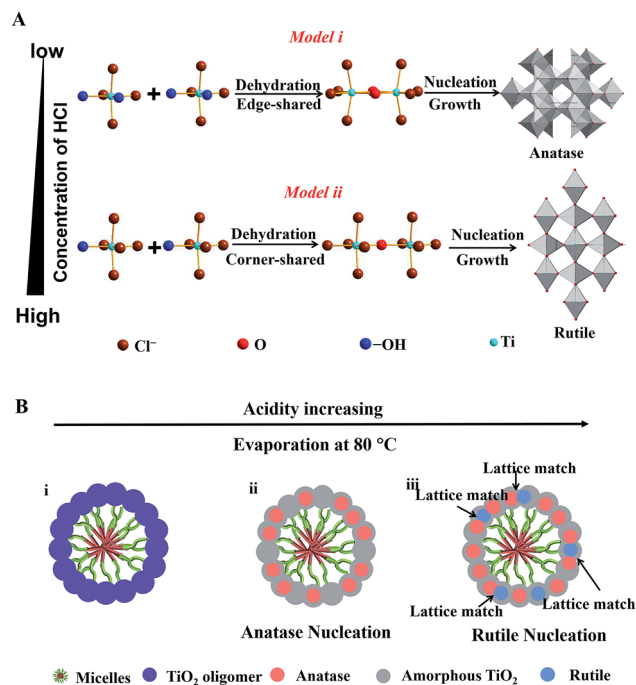 A
low
Concentration of HCl
High
Model i
+
Dehydration
Edge-shared
Nucleation
Growth
Anatase
Model ii
+
Dehydration
Corner-shared
Nucleation
Growth
Rutile
Cl⁻
O
–OH
Ti
B
Acidity increasing
Evaporation at 80 °C
i
ii
iii
Lattice match
Lattice match
Lattice match
Lattice match
Anatase Nucleation
Rutile Nucleation
Micelles
TiO₂ oligomer
Anatase
Amorphous TiO₂
Rutile